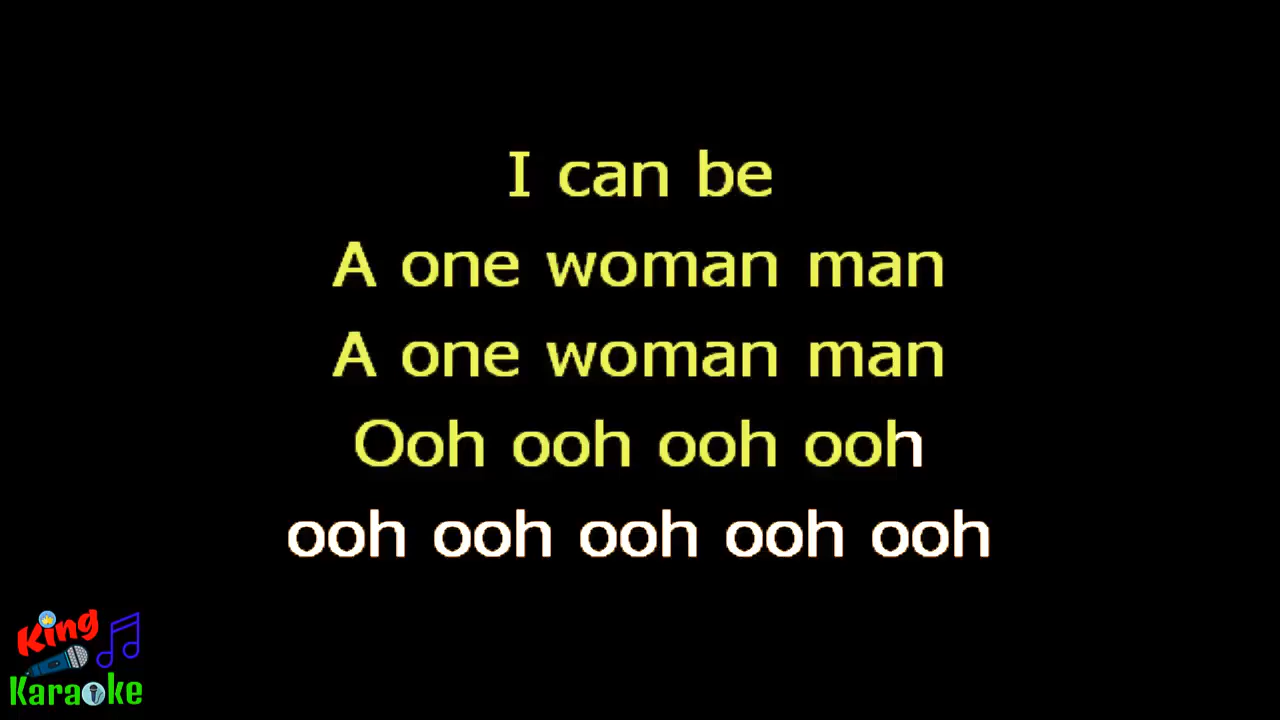 I can be
A one woman man
A one woman man
Ooh ooh ooh ooh
ooh ooh ooh ooh ooh
King
Karaoke